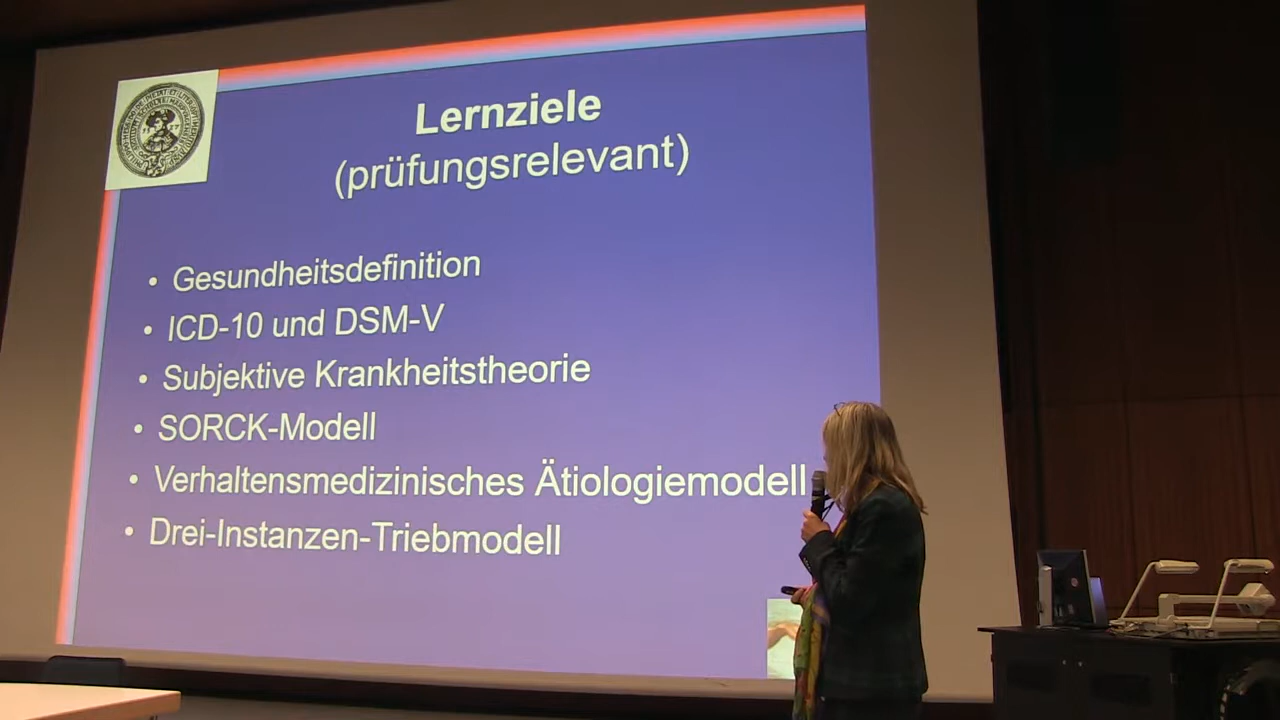 Lernziele
(prüfungsrelevant)
• Gesundheitsdefinition
• ICD-10 und DSM-V
• Subjektive Krankheitstheorie
• SORCK-Modell
• Verhaltensmedizinisches Ätiologiemodell
• Drei-Instanzen-Triebmodell